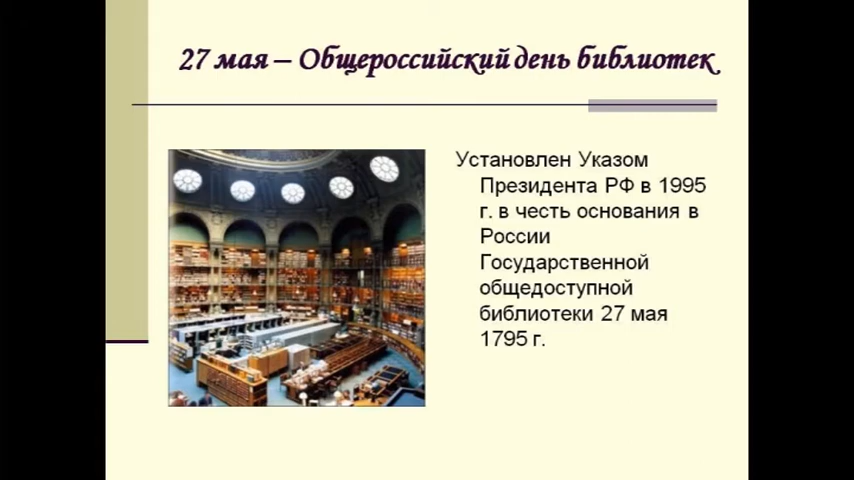 27 мая – Общероссийский день библиотек
Установлен Указом
Президента РФ в 1995
г. в честь основания в
России
Государственной
общедоступной
библиотеки 27 мая
1795 г.